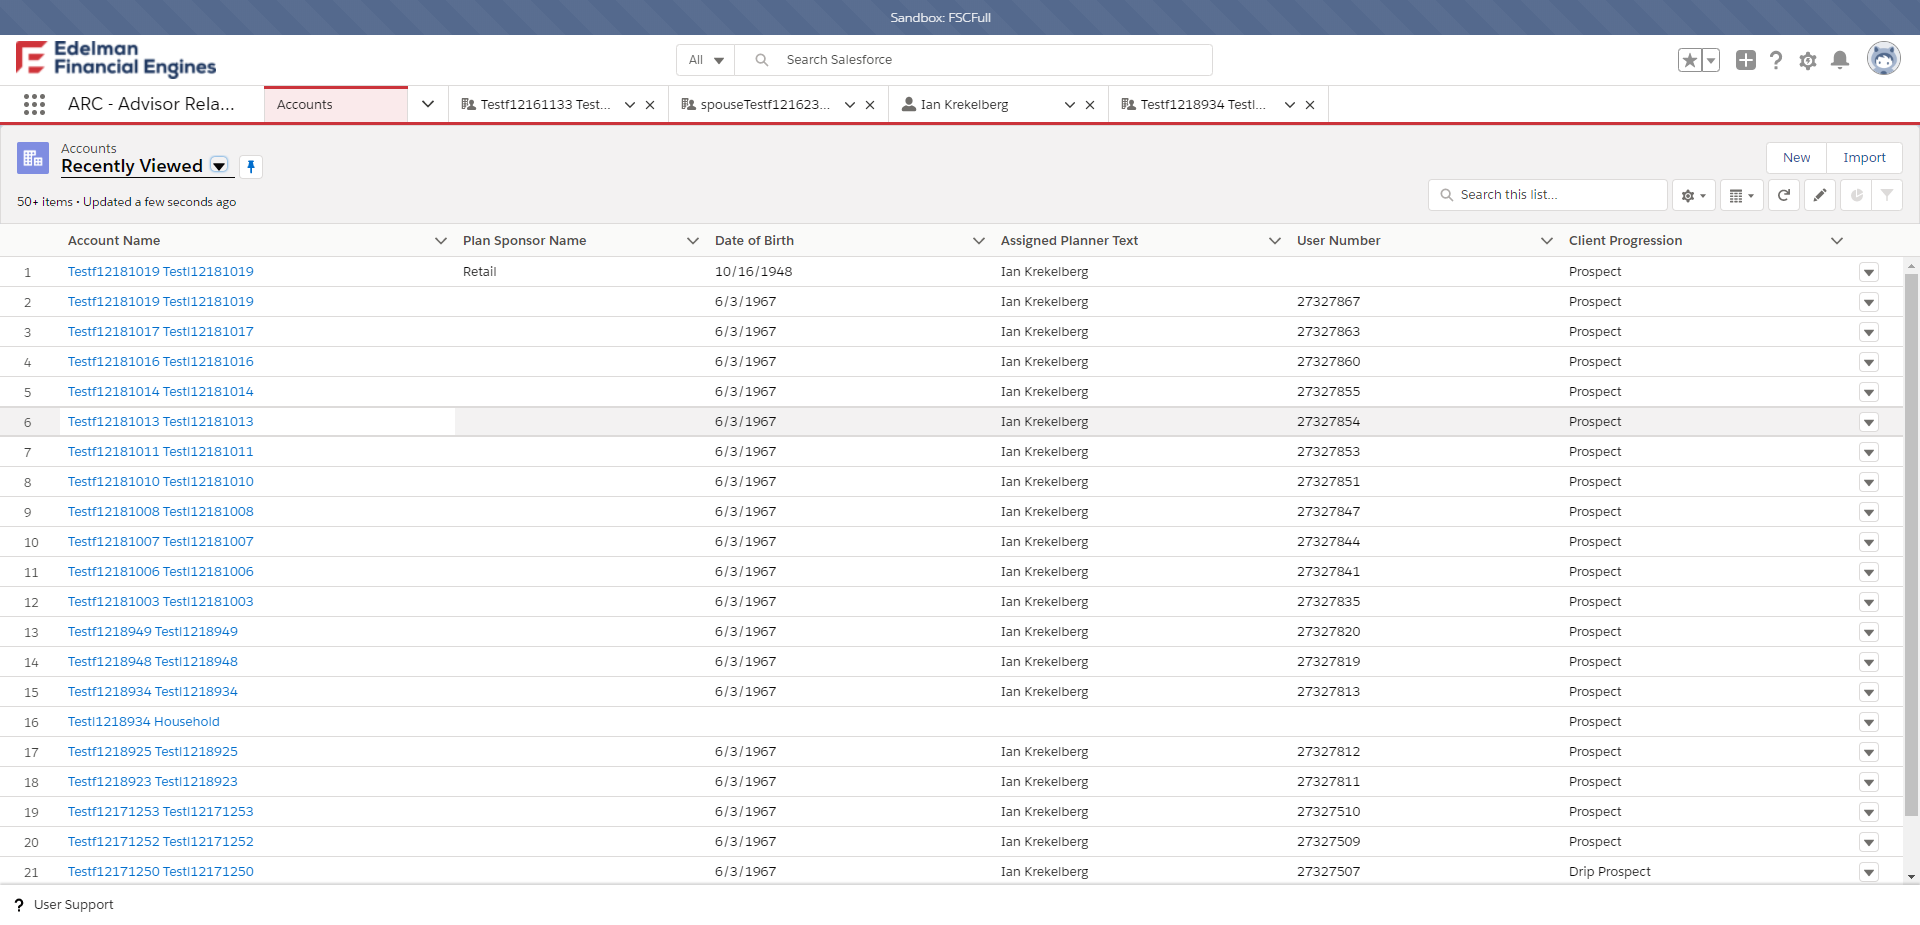 Sandbox: FSCFull
Edelman
Financial Engines
All
Search Salesforce
ARC - Advisor Rela...
Accounts
Testf12161133 Test...
spouseTestf121623...
Ian Krekelberg
Testf1218934 Testl...
Accounts
Recently Viewed
New
Import
50+ items • Updated a few seconds ago
Search this list...
Account Name Plan Sponsor Name Date of Birth Assigned Planner Text User Number Client Progression
1 Testf12181019 Testl12181019 Retail 10/16/1948 Ian Krekelberg Prospect
2 Testf12181019 Testl12181019 6/3/1967 Ian Krekelberg 27327867 Prospect
3 Testf12181017 Testl12181017 6/3/1967 Ian Krekelberg 27327863 Prospect
4 Testf12181016 Testl12181016 6/3/1967 Ian Krekelberg 27327860 Prospect
5 Testf12181014 Testl12181014 6/3/1967 Ian Krekelberg 27327855 Prospect
6 Testf12181013 Testl12181013 6/3/1967 Ian Krekelberg 27327854 Prospect
7 Testf12181011 Testl12181011 6/3/1967 Ian Krekelberg 27327853 Prospect
8 Testf12181010 Testl12181010 6/3/1967 Ian Krekelberg 27327851 Prospect
9 Testf12181008 Testl12181008 6/3/1967 Ian Krekelberg 27327847 Prospect
10 Testf12181007 Testl12181007 6/3/1967 Ian Krekelberg 27327844 Prospect
11 Testf12181006 Testl12181006 6/3/1967 Ian Krekelberg 27327841 Prospect
12 Testf12181003 Testl12181003 6/3/1967 Ian Krekelberg 27327835 Prospect
13 Testf1218949 Testl1218949 6/3/1967 Ian Krekelberg 27327820 Prospect
14 Testf1218948 Testl1218948 6/3/1967 Ian Krekelberg 27327819 Prospect
15 Testf1218934 Testl1218934 6/3/1967 Ian Krekelberg 27327813 Prospect
16 Testl1218934 Household Prospect
17 Testf1218925 Testl1218925 6/3/1967 Ian Krekelberg 27327812 Prospect
18 Testf1218923 Testl1218923 6/3/1967 Ian Krekelberg 27327811 Prospect
19 Testf12171253 Testl12171253 6/3/1967 Ian Krekelberg 27327510 Prospect
20 Testf12171252 Testl12171252 6/3/1967 Ian Krekelberg 27327509 Prospect
21 Testf12171250 Testl12171250 6/3/1967 Ian Krekelberg 27327507 Drip Prospect
? User Support